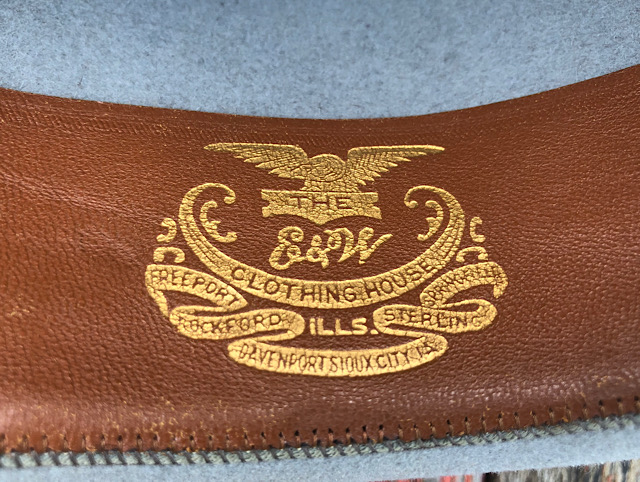 THE
E&W
CLOTHING HOUSE
FREEPORT
ROCKFORD
ILLS.
STERLING
DAVENPORT SIOUX CITY, IA.